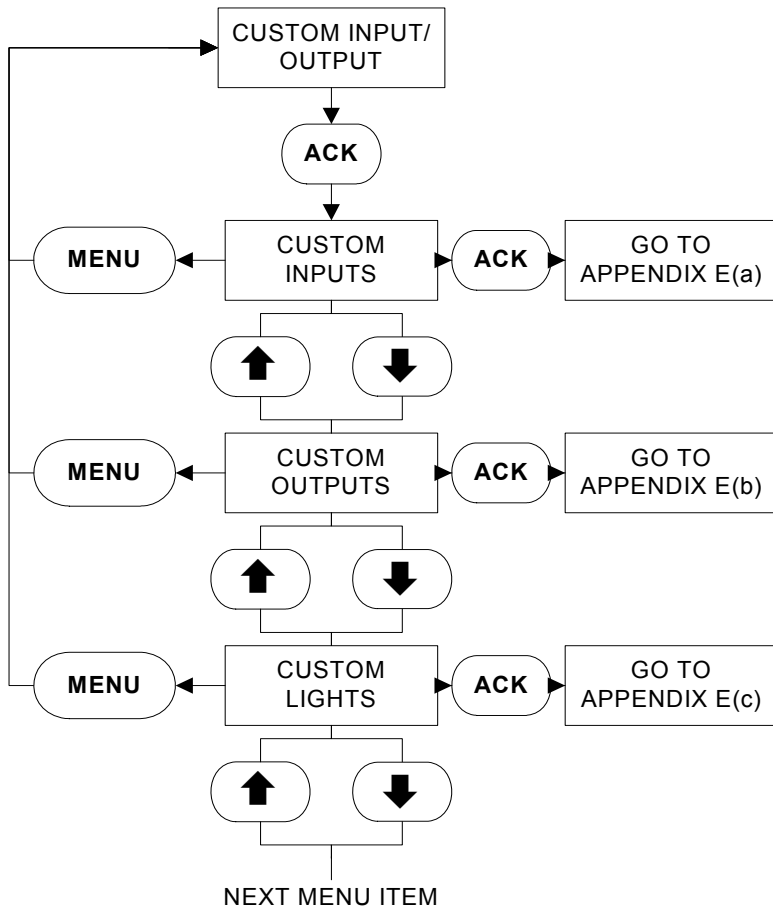 CUSTOM INPUT/
OUTPUT
ACK
MENU
CUSTOM
INPUTS
ACK
GO TO
APPENDIX E(a)
MENU
CUSTOM
OUTPUTS
ACK
GO TO
APPENDIX E(b)
MENU
CUSTOM
LIGHTS
ACK
GO TO
APPENDIX E(c)
NEXT MENU ITEM